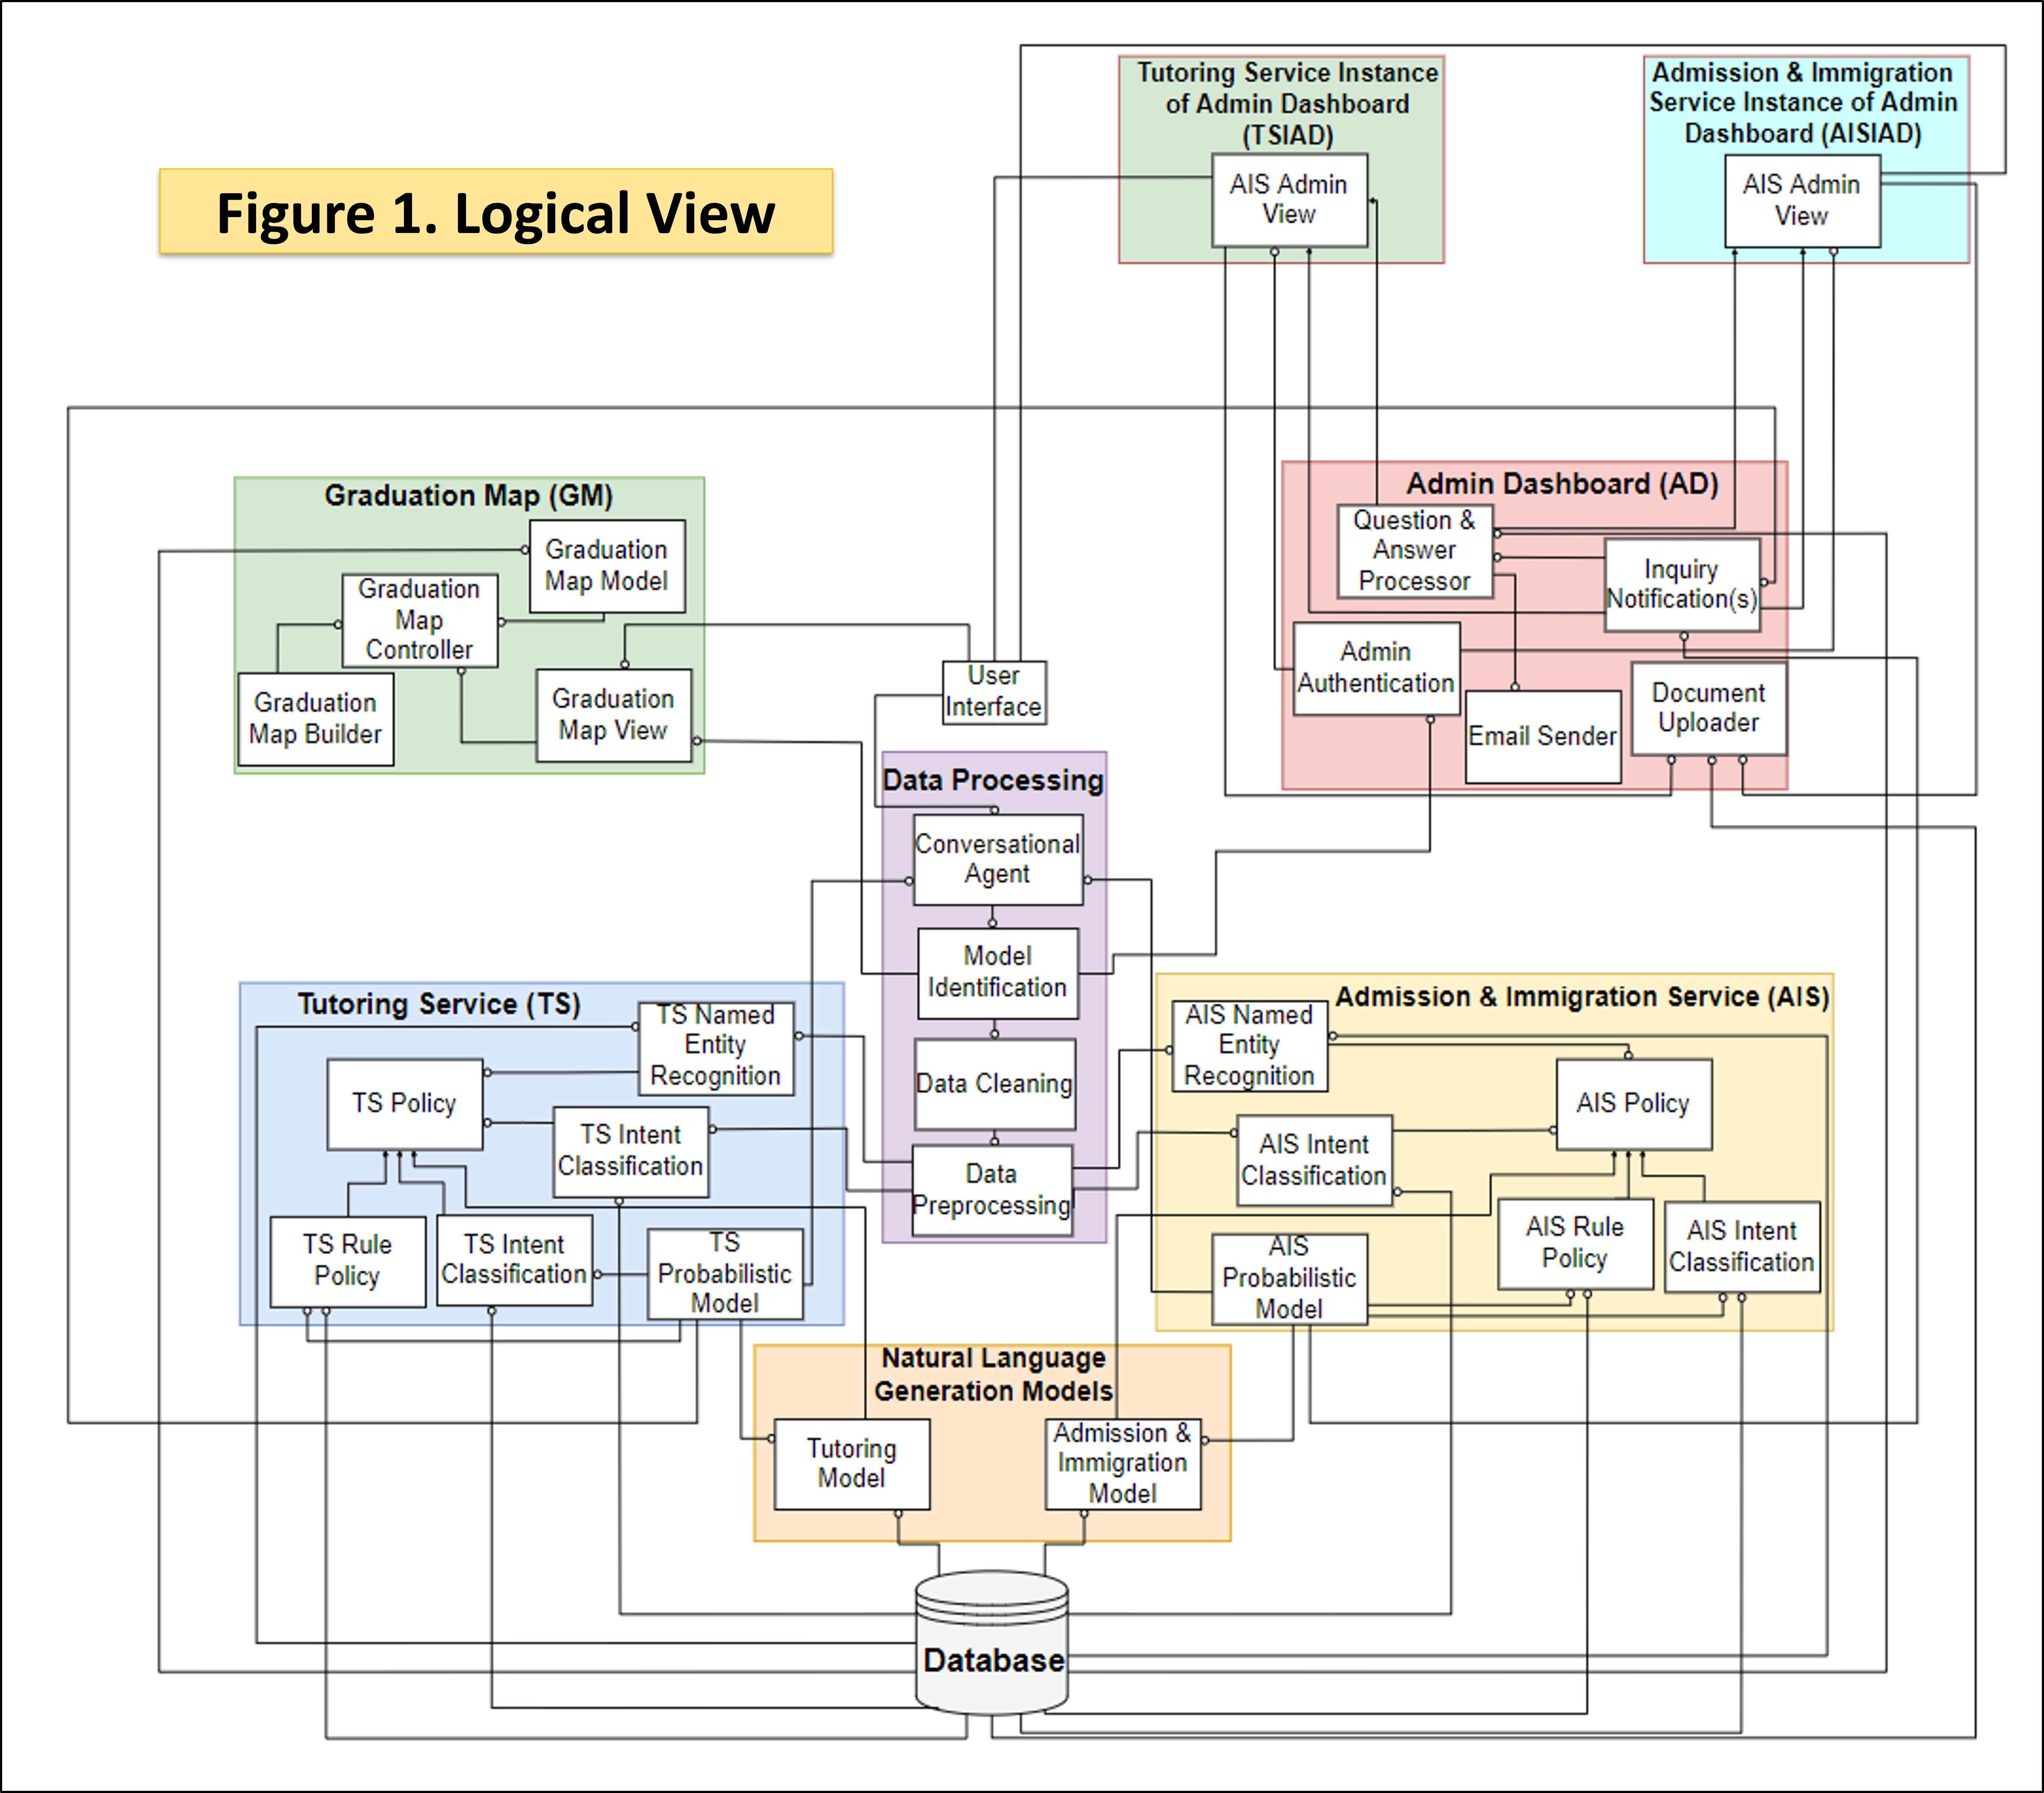 Tutoring Service Instance
of Admin Dashboard
(TSIAD)
AIS Admin
View
Admission & Immigration
Service Instance of Admin
Dashboard (AISIAD)
AIS Admin
View
Figure 1. Logical View
Graduation Map (GM)
Graduation
Map Model
Graduation
Map
Controller
Graduation
Map Builder
Graduation
Map View
User
Interface
Admin Dashboard (AD)
Question &
Answer
Processor
Inquiry
Notification(s)
Admin
Authentication
Email Sender
Document
Uploader
Data Processing
Conversational
Agent
Model
Identification
Data Cleaning
Data
Preprocessing
Tutoring Service (TS)
TS Named
Entity
Recognition
TS Policy
TS Intent
Classification
TS Rule
Policy
TS Intent
Classification
TS
Probabilistic
Model
Admission & Immigration Service (AIS)
AIS Named
Entity
Recognition
AIS Policy
AIS Intent
Classification
AIS Rule
Policy
AIS Intent
Classification
AIS
Probabilistic
Model
Natural Language
Generation Models
Tutoring
Model
Admission &
Immigration
Model
Database